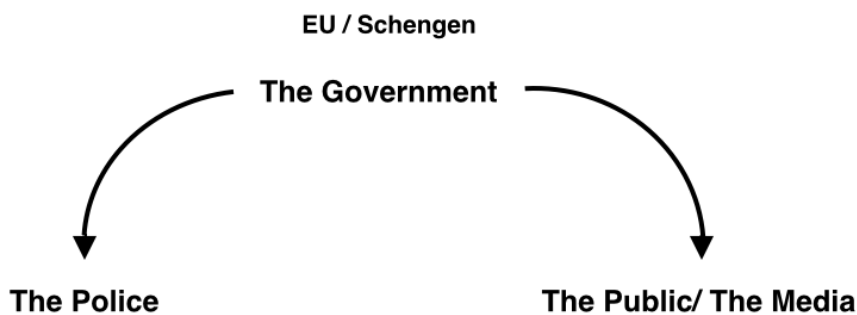 EU / Schengen
The Government
The Police
The Public/ The Media